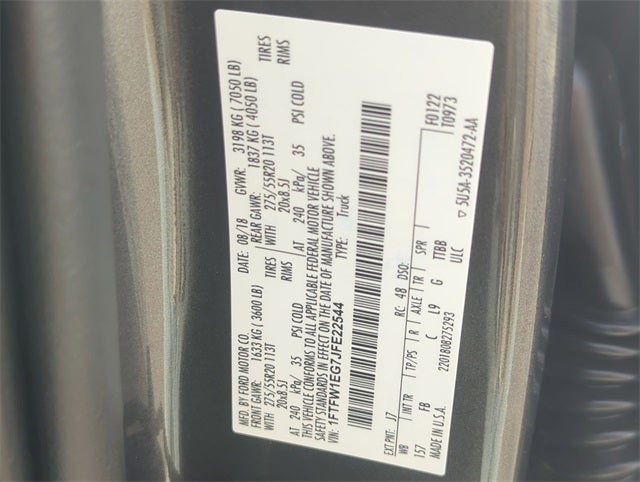 MFD. BY FORD MOTOR CO. DATE: 08/18 GVWR: 3198 KG ( 7050 LB)
FRONT GAWR: 1633 KG ( 3600 LB) REAR GAWR: 1837 KG ( 4050 LB)
WITH 275/55R20 113T TIRES WITH 275/55R20 113T TIRES
20x8.5J RIMS 20x8.5J RIMS
AT 240 kPa/ 35 PSI COLD AT 240 kPa/ 35 PSI COLD
THIS VEHICLE CONFORMS TO ALL APPLICABLE FEDERAL MOTOR VEHICLE
SAFETY STANDARDS IN EFFECT ON THE DATE OF MANUFACTURE SHOWN ABOVE.
VIN: 1FTFW1EG7JFE22544 TYPE: Truck
F0122
T0973
EXT PNT: J7 RC: 48 DSO:
WB INT TR TP/PS R AXLE TR SPR
157 FB C L9 G TTBB
MADE IN U.S.A. 2201808275293 ULC
▽ 5U5A-3520472-AA